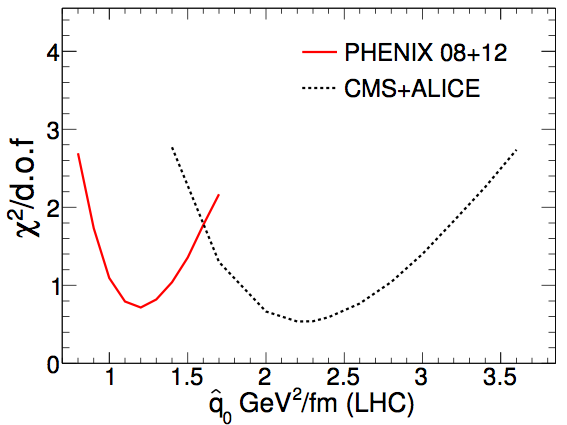 4
3
2
1
0
χ²/d.o.f
PHENIX 08+12
CMS+ALICE
1 1.5 2 2.5 3 3.5
q̂₀ GeV²/fm (LHC)